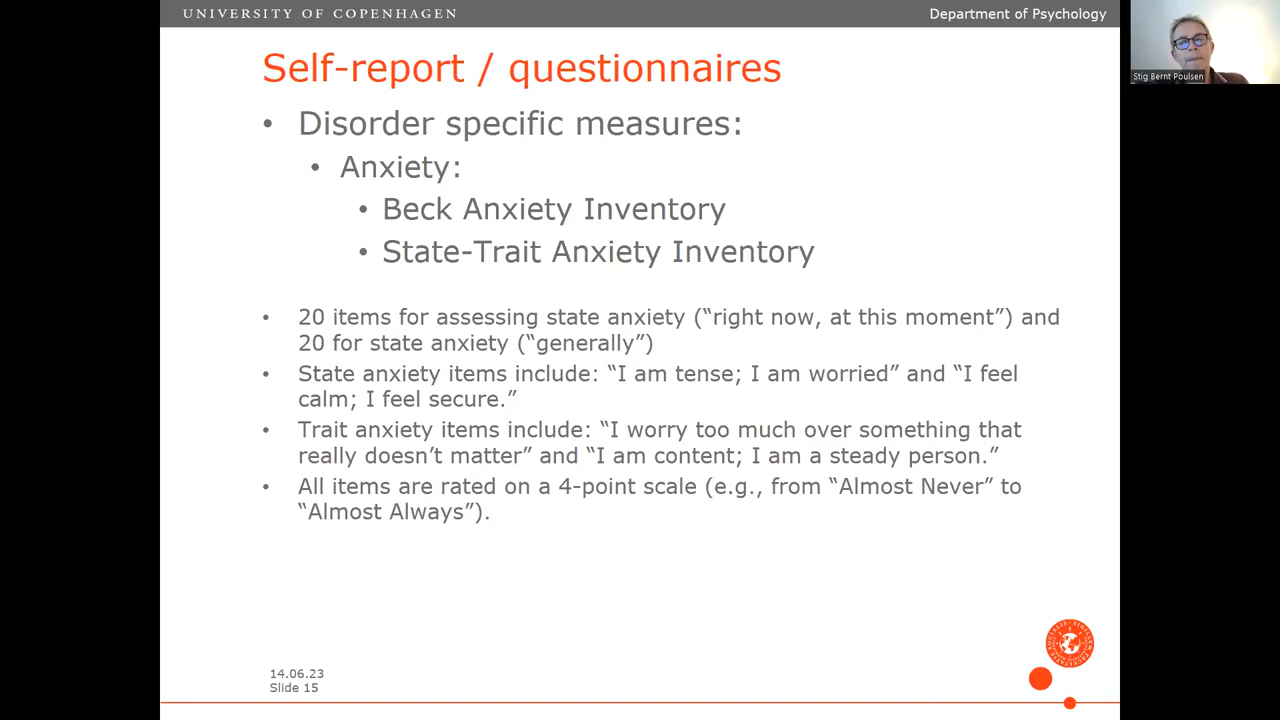 UNIVERSITY OF COPENHAGEN
Department of Psychology
Stig Bernt Poulsen
Self-report / questionnaires
• Disorder specific measures:
• Anxiety:
• Beck Anxiety Inventory
• State-Trait Anxiety Inventory
• 20 items for assessing state anxiety (“right now, at this moment”) and
20 for state anxiety (“generally”)
• State anxiety items include: “I am tense; I am worried” and “I feel
calm; I feel secure.”
• Trait anxiety items include: “I worry too much over something that
really doesn’t matter” and “I am content; I am a steady person.”
• All items are rated on a 4-point scale (e.g., from “Almost Never” to
“Almost Always”).
14.06.23
Slide 15